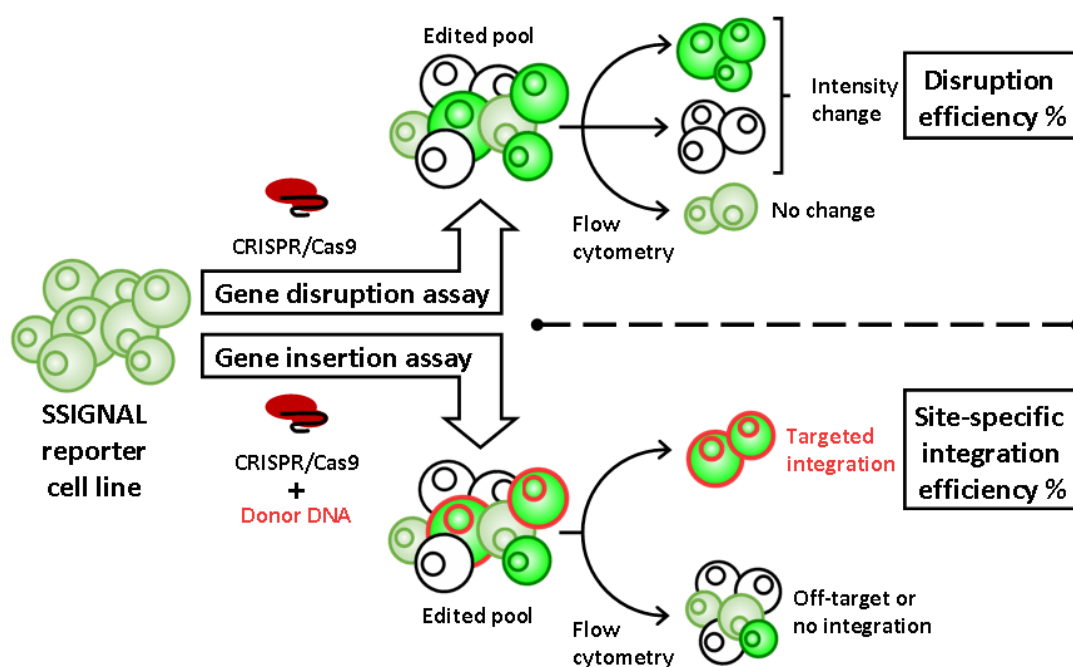 Edited pool
Intensity
change
Disruption
efficiency %
No change
Flow
cytometry
CRISPR/Cas9
Gene disruption assay
Gene insertion assay
SSIGNAL
reporter
cell line
CRISPR/Cas9
+
Donor DNA
Edited pool
Targeted
integration
Site-specific
integration
efficiency %
Off-target or
no integration
Flow
cytometry